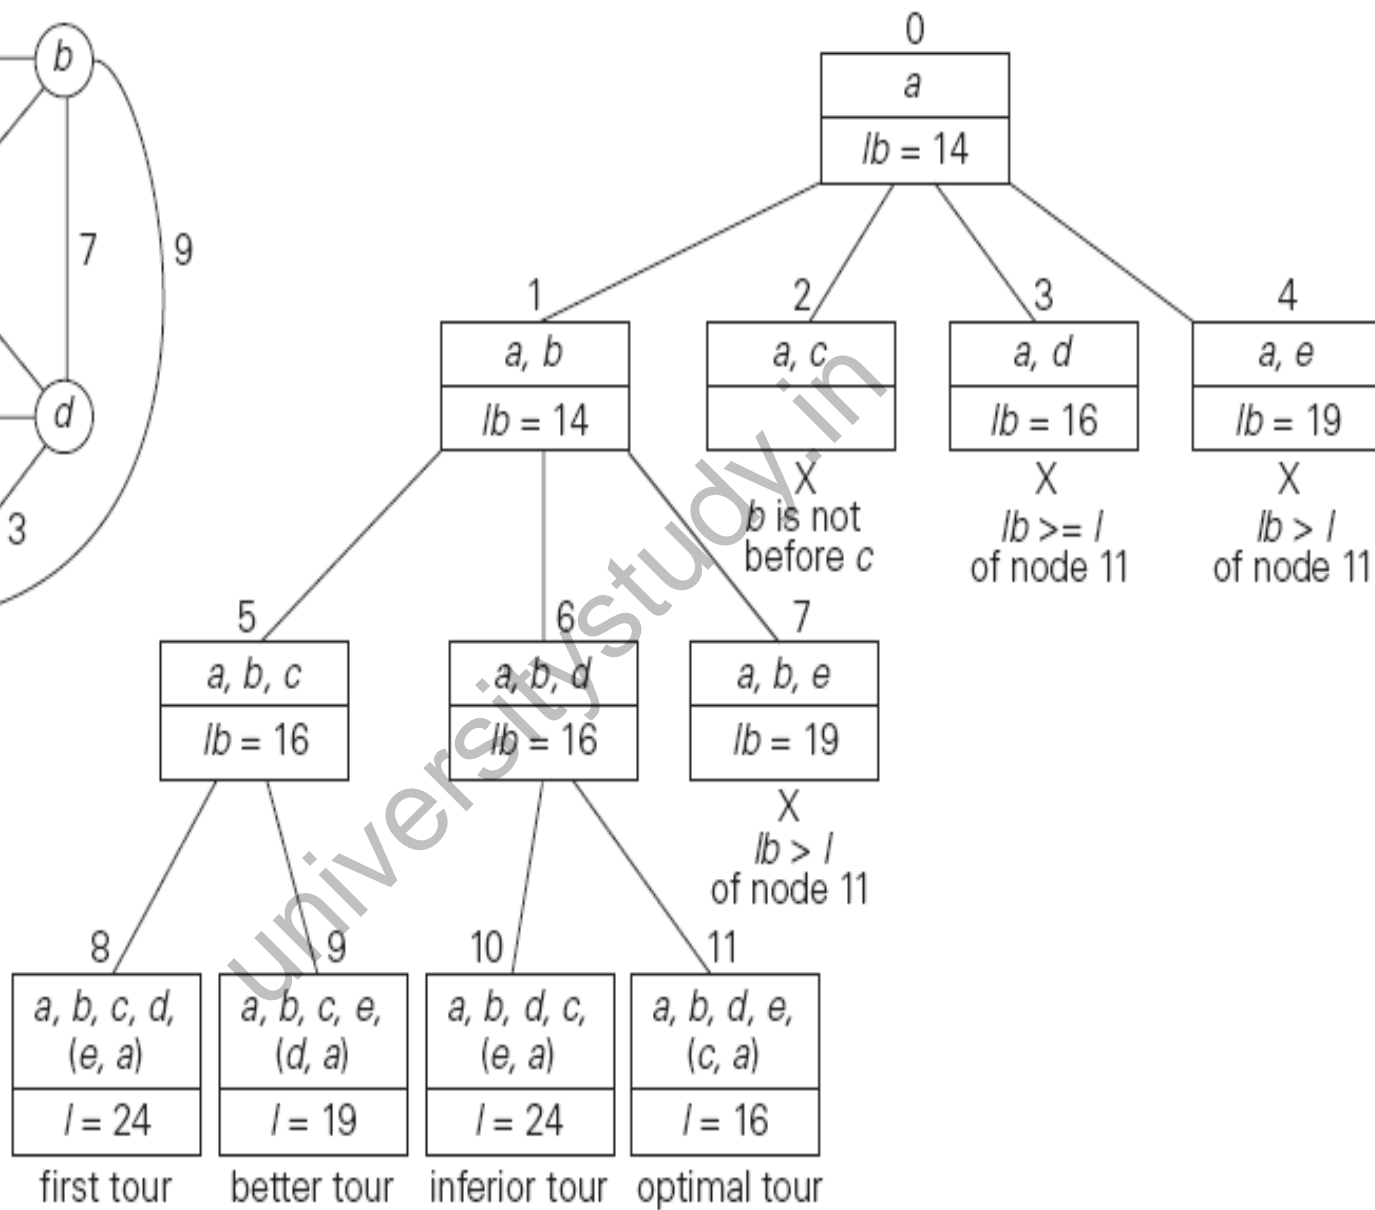 b
7
9
d
3
0
a
lb = 14
1
a, b
lb = 14
2
a, c
X
b is not
before c
3
a, d
lb = 16
X
lb >= l
of node 11
4
a, e
lb = 19
X
lb > l
of node 11
5
a, b, c
lb = 16
6
a, b, d
lb = 16
7
a, b, e
lb = 19
X
lb > l
of node 11
8
a, b, c, d,
(e, a)
l = 24
first tour
9
a, b, c, e,
(d, a)
l = 19
better tour
10
a, b, d, c,
(e, a)
l = 24
inferior tour
11
a, b, d, e,
(c, a)
l = 16
optimal tour
universitystudy.in